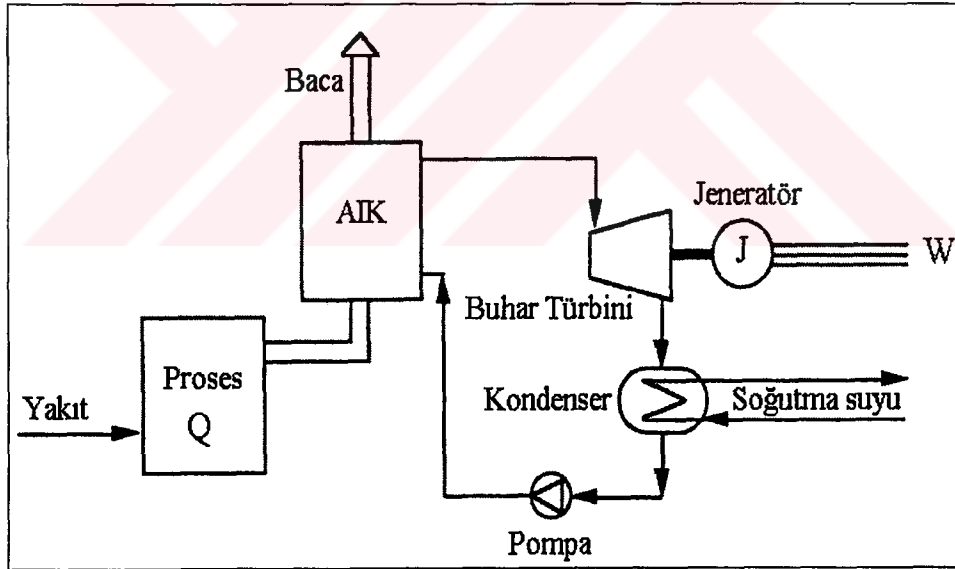 Baca
AIK
Jeneratör
J
W
Buhar Türbini
Proses
Q
Yakıt
Kondenser
Soğutma suyu
Pompa